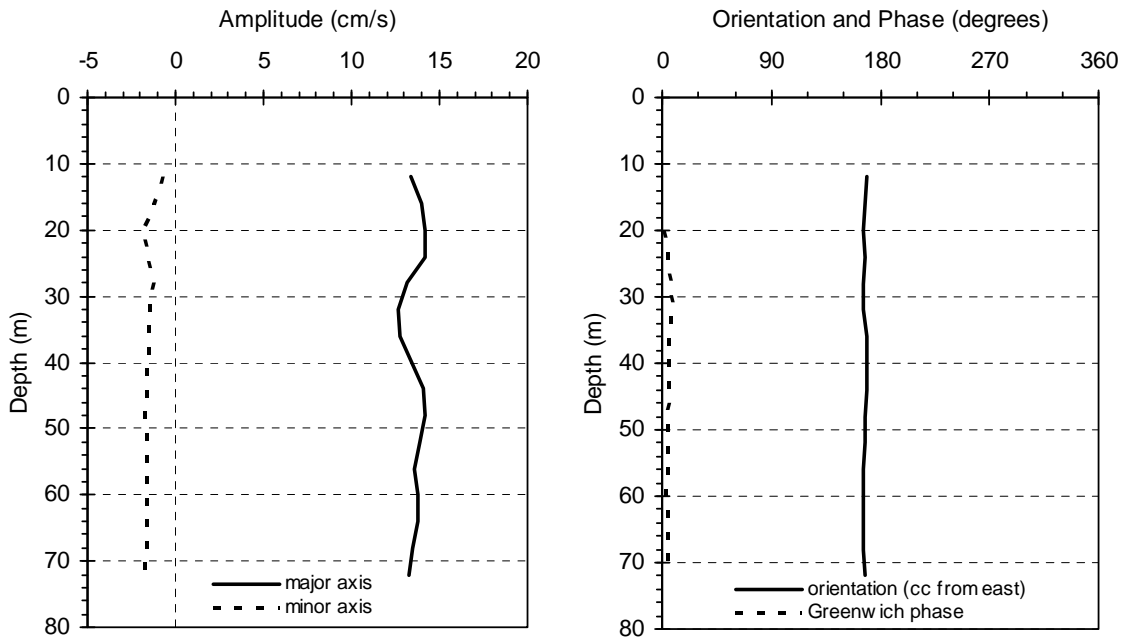 Amplitude (cm/s)
-5 0 5 10 15 20
0
10
20
30
40
50
60
70
80
Depth (m)
major axis
minor axis
Orientation and Phase (degrees)
0 90 180 270 360
0
10
20
30
40
50
60
70
80
Depth (m)
orientation (cc from east)
Greenwich phase